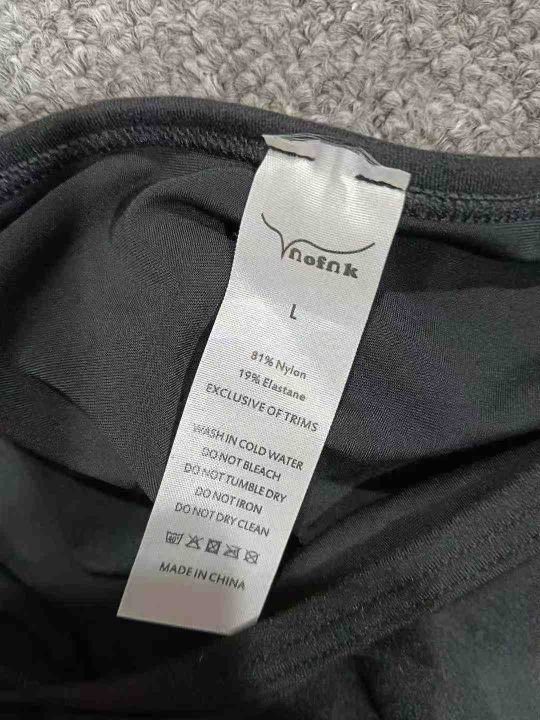 nofnk
L
81% Nylon
19% Elastane
EXCLUSIVE OF TRIMS
WASH IN COLD WATER
DO NOT BLEACH
DO NOT TUMBLE DRY
DO NOT IRON
DO NOT DRY CLEAN
MADE IN CHINA